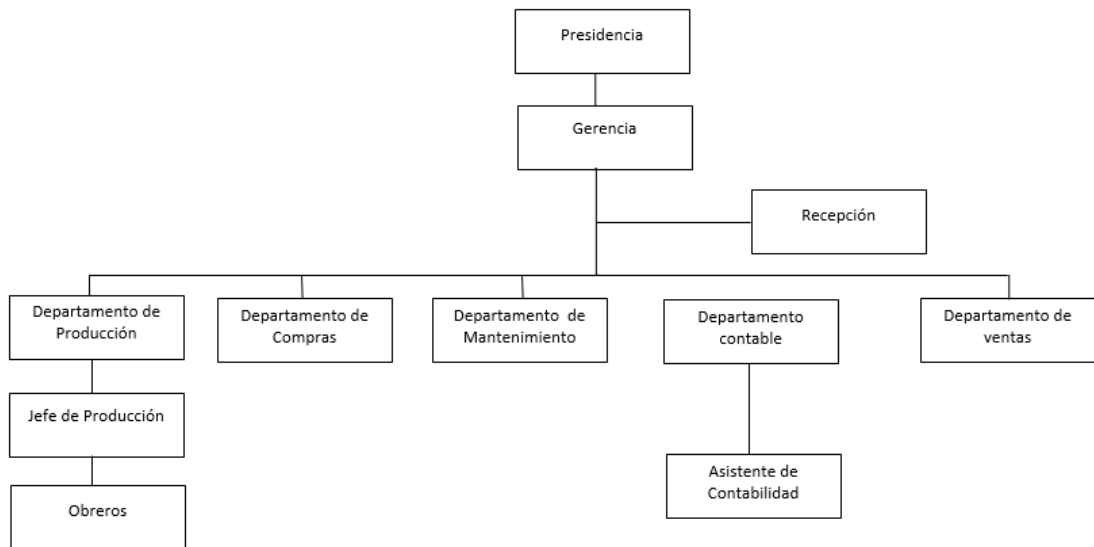 Presidencia
Gerencia
Recepción
Departamento de
Producción
Departamento de
Compras
Departamento de
Mantenimiento
Departamento
contable
Departamento de
ventas
Jefe de Producción
Asistente de
Contabilidad
Obreros